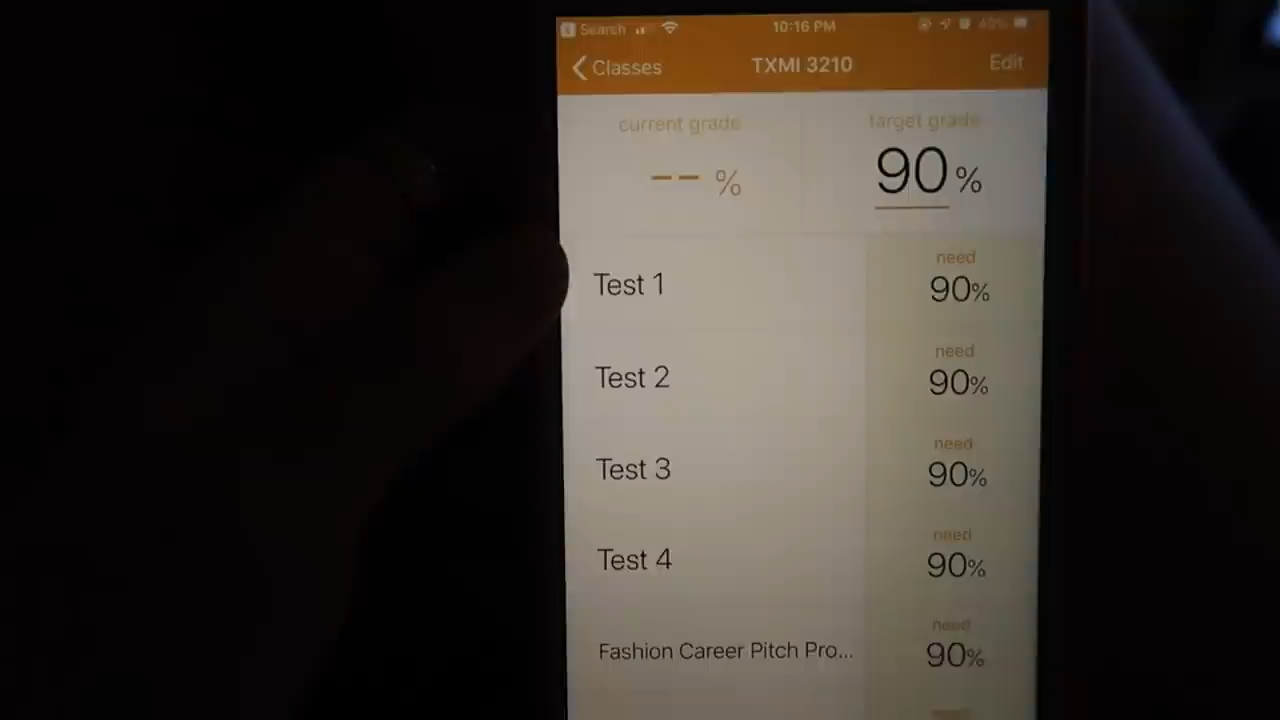 Search 10:16 PM 49%
Classes TXMI 3210 Edit
current grade target grade
-- % 90 %
need
Test 1 90%
need
Test 2 90%
need
Test 3 90%
need
Test 4 90%
need
Fashion Career Pitch Pro... 90%